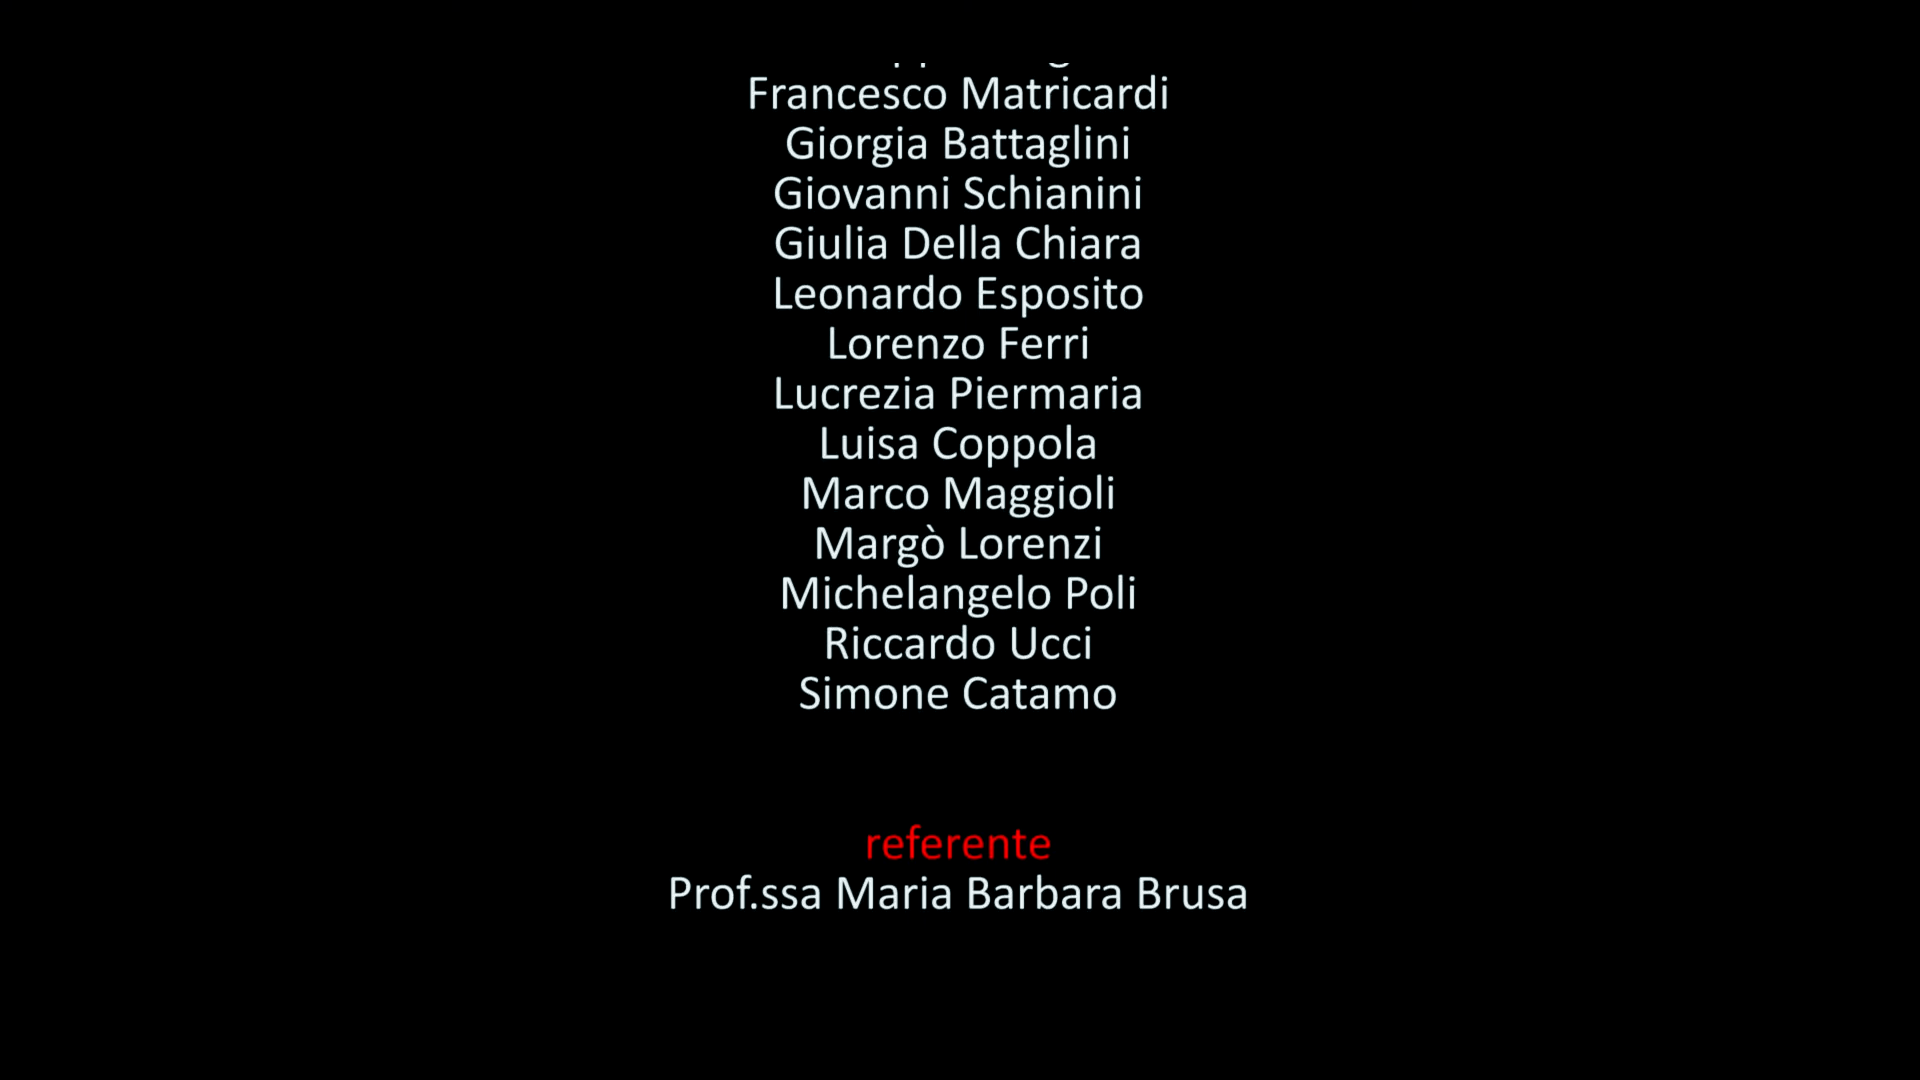 Francesco Matricardi
Giorgia Battaglini
Giovanni Schianini
Giulia Della Chiara
Leonardo Esposito
Lorenzo Ferri
Lucrezia Piermaria
Luisa Coppola
Marco Maggioli
Margò Lorenzi
Michelangelo Poli
Riccardo Ucci
Simone Catamo
referente
Prof.ssa Maria Barbara Brusa